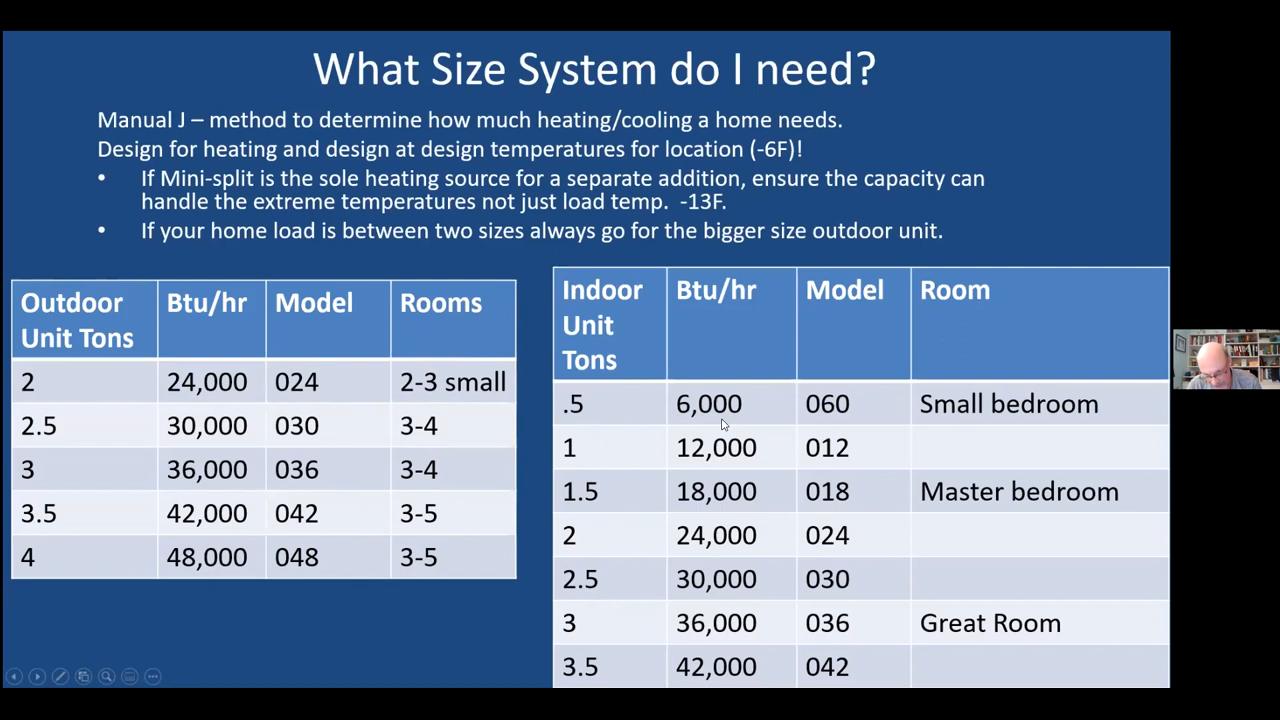 What Size System do I need?
Manual J – method to determine how much heating/cooling a home needs.
Design for heating and design at design temperatures for location (-6F)!
• If Mini-split is the sole heating source for a separate addition, ensure the capacity can
handle the extreme temperatures not just load temp.  -13F.
• If your home load is between two sizes always go for the bigger size outdoor unit.
Outdoor Unit Tons Btu/hr Model Rooms
2 24,000 024 2-3 small
2.5 30,000 030 3-4
3 36,000 036 3-4
3.5 42,000 042 3-5
4 48,000 048 3-5
Indoor Unit Tons Btu/hr Model Room
.5 6,000 060 Small bedroom
1 12,000 012
1.5 18,000 018 Master bedroom
2 24,000 024
2.5 30,000 030
3 36,000 036 Great Room
3.5 42,000 042